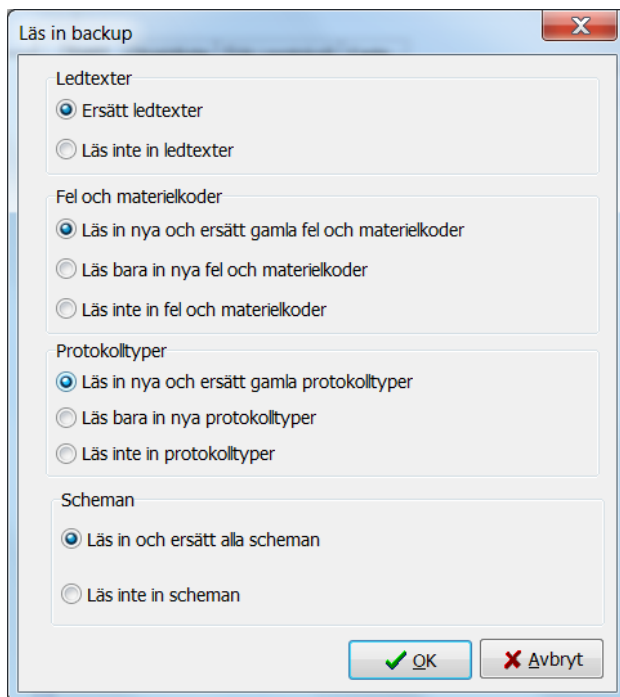 Läs in backup
Ledtexter
Ersätt ledtexter
Läs inte in ledtexter
Fel och materielkoder
Läs in nya och ersätt gamla fel och materielkoder
Läs bara in nya fel och materielkoder
Läs inte in fel och materielkoder
Protokolltyper
Läs in nya och ersätt gamla protokolltyper
Läs bara in nya protokolltyper
Läs inte in protokolltyper
Scheman
Läs in och ersätt alla scheman
Läs inte in scheman
OK Avbryt